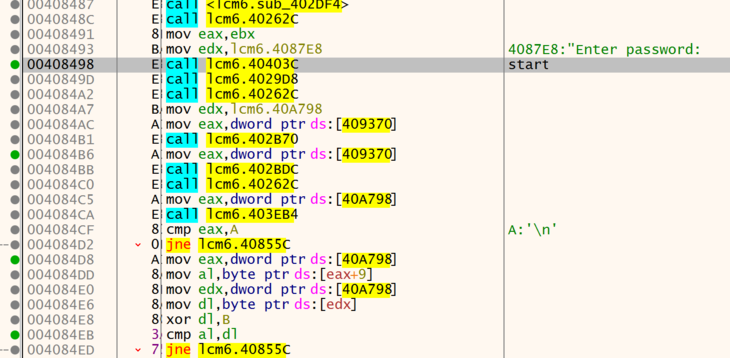 00408487 E call <lcm6.sub_402DF4>
0040848C E call lcm6.40262C
00408491 8 mov eax,ebx
00408493 B mov edx,lcm6.4087E8 4087E8:"Enter password:
00408498 E call lcm6.40403C start
0040849D E call lcm6.4029D8
004084A2 E call lcm6.40262C
004084A7 B mov edx,lcm6.40A798
004084AC A mov eax,dword ptr ds:[409370]
004084B1 E call lcm6.402B70
004084B6 A mov eax,dword ptr ds:[409370]
004084BB E call lcm6.402BDC
004084C0 E call lcm6.40262C
004084C5 A mov eax,dword ptr ds:[40A798]
004084CA E call lcm6.403EB4
004084CF 8 cmp eax,A A:'\n'
004084D2 0 jne lcm6.40855C
004084D8 A mov eax,dword ptr ds:[40A798]
004084DD 8 mov al,byte ptr ds:[eax+9]
004084E0 8 mov edx,dword ptr ds:[40A798]
004084E6 8 mov dl,byte ptr ds:[edx]
004084E8 8 xor dl,B
004084EB 3 cmp al,dl
004084ED 7 jne lcm6.40855C